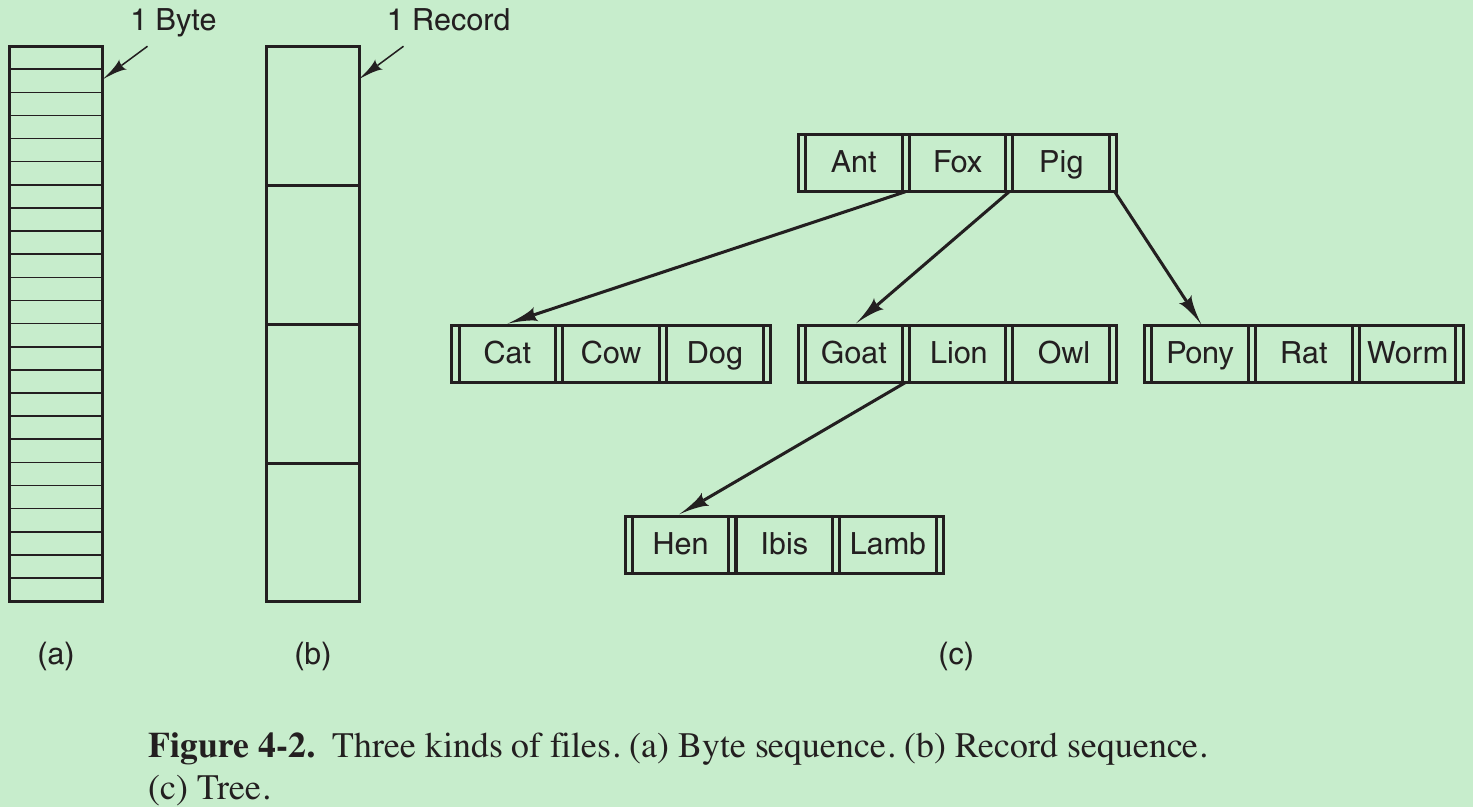 1 Byte
1 Record
Ant Fox Pig
Cat Cow Dog
Goat Lion Owl
Pony Rat Worm
Hen Ibis Lamb
(a)
(b)
(c)
Figure 4-2. Three kinds of files. (a) Byte sequence. (b) Record sequence.
(c) Tree.